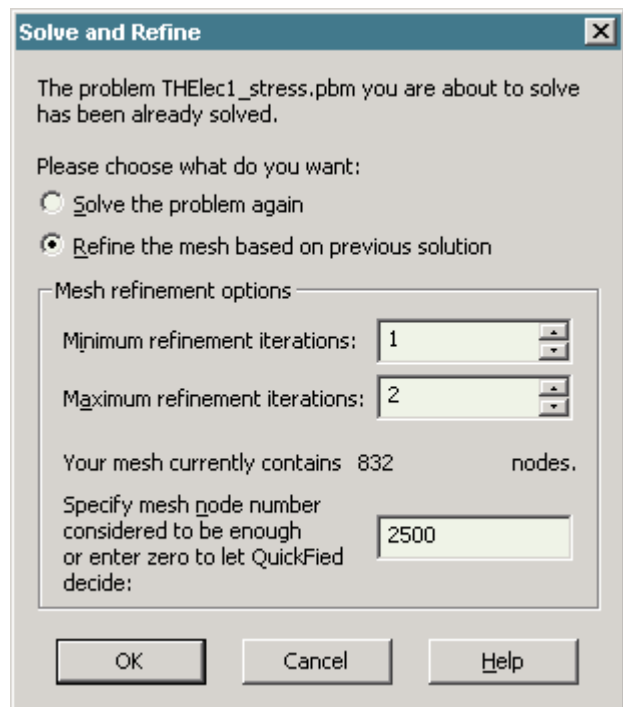 Solve and Refine
The problem THElec1_stress.pbm you are about to solve
has been already solved.
Please choose what do you want:
Solve the problem again
Refine the mesh based on previous solution
Mesh refinement options
Minimum refinement iterations: 1
Maximum refinement iterations: 2
Your mesh currently contains 832 nodes.
Specify mesh node number
considered to be enough
or enter zero to let QuickFied
decide:
2500
OK Cancel Help